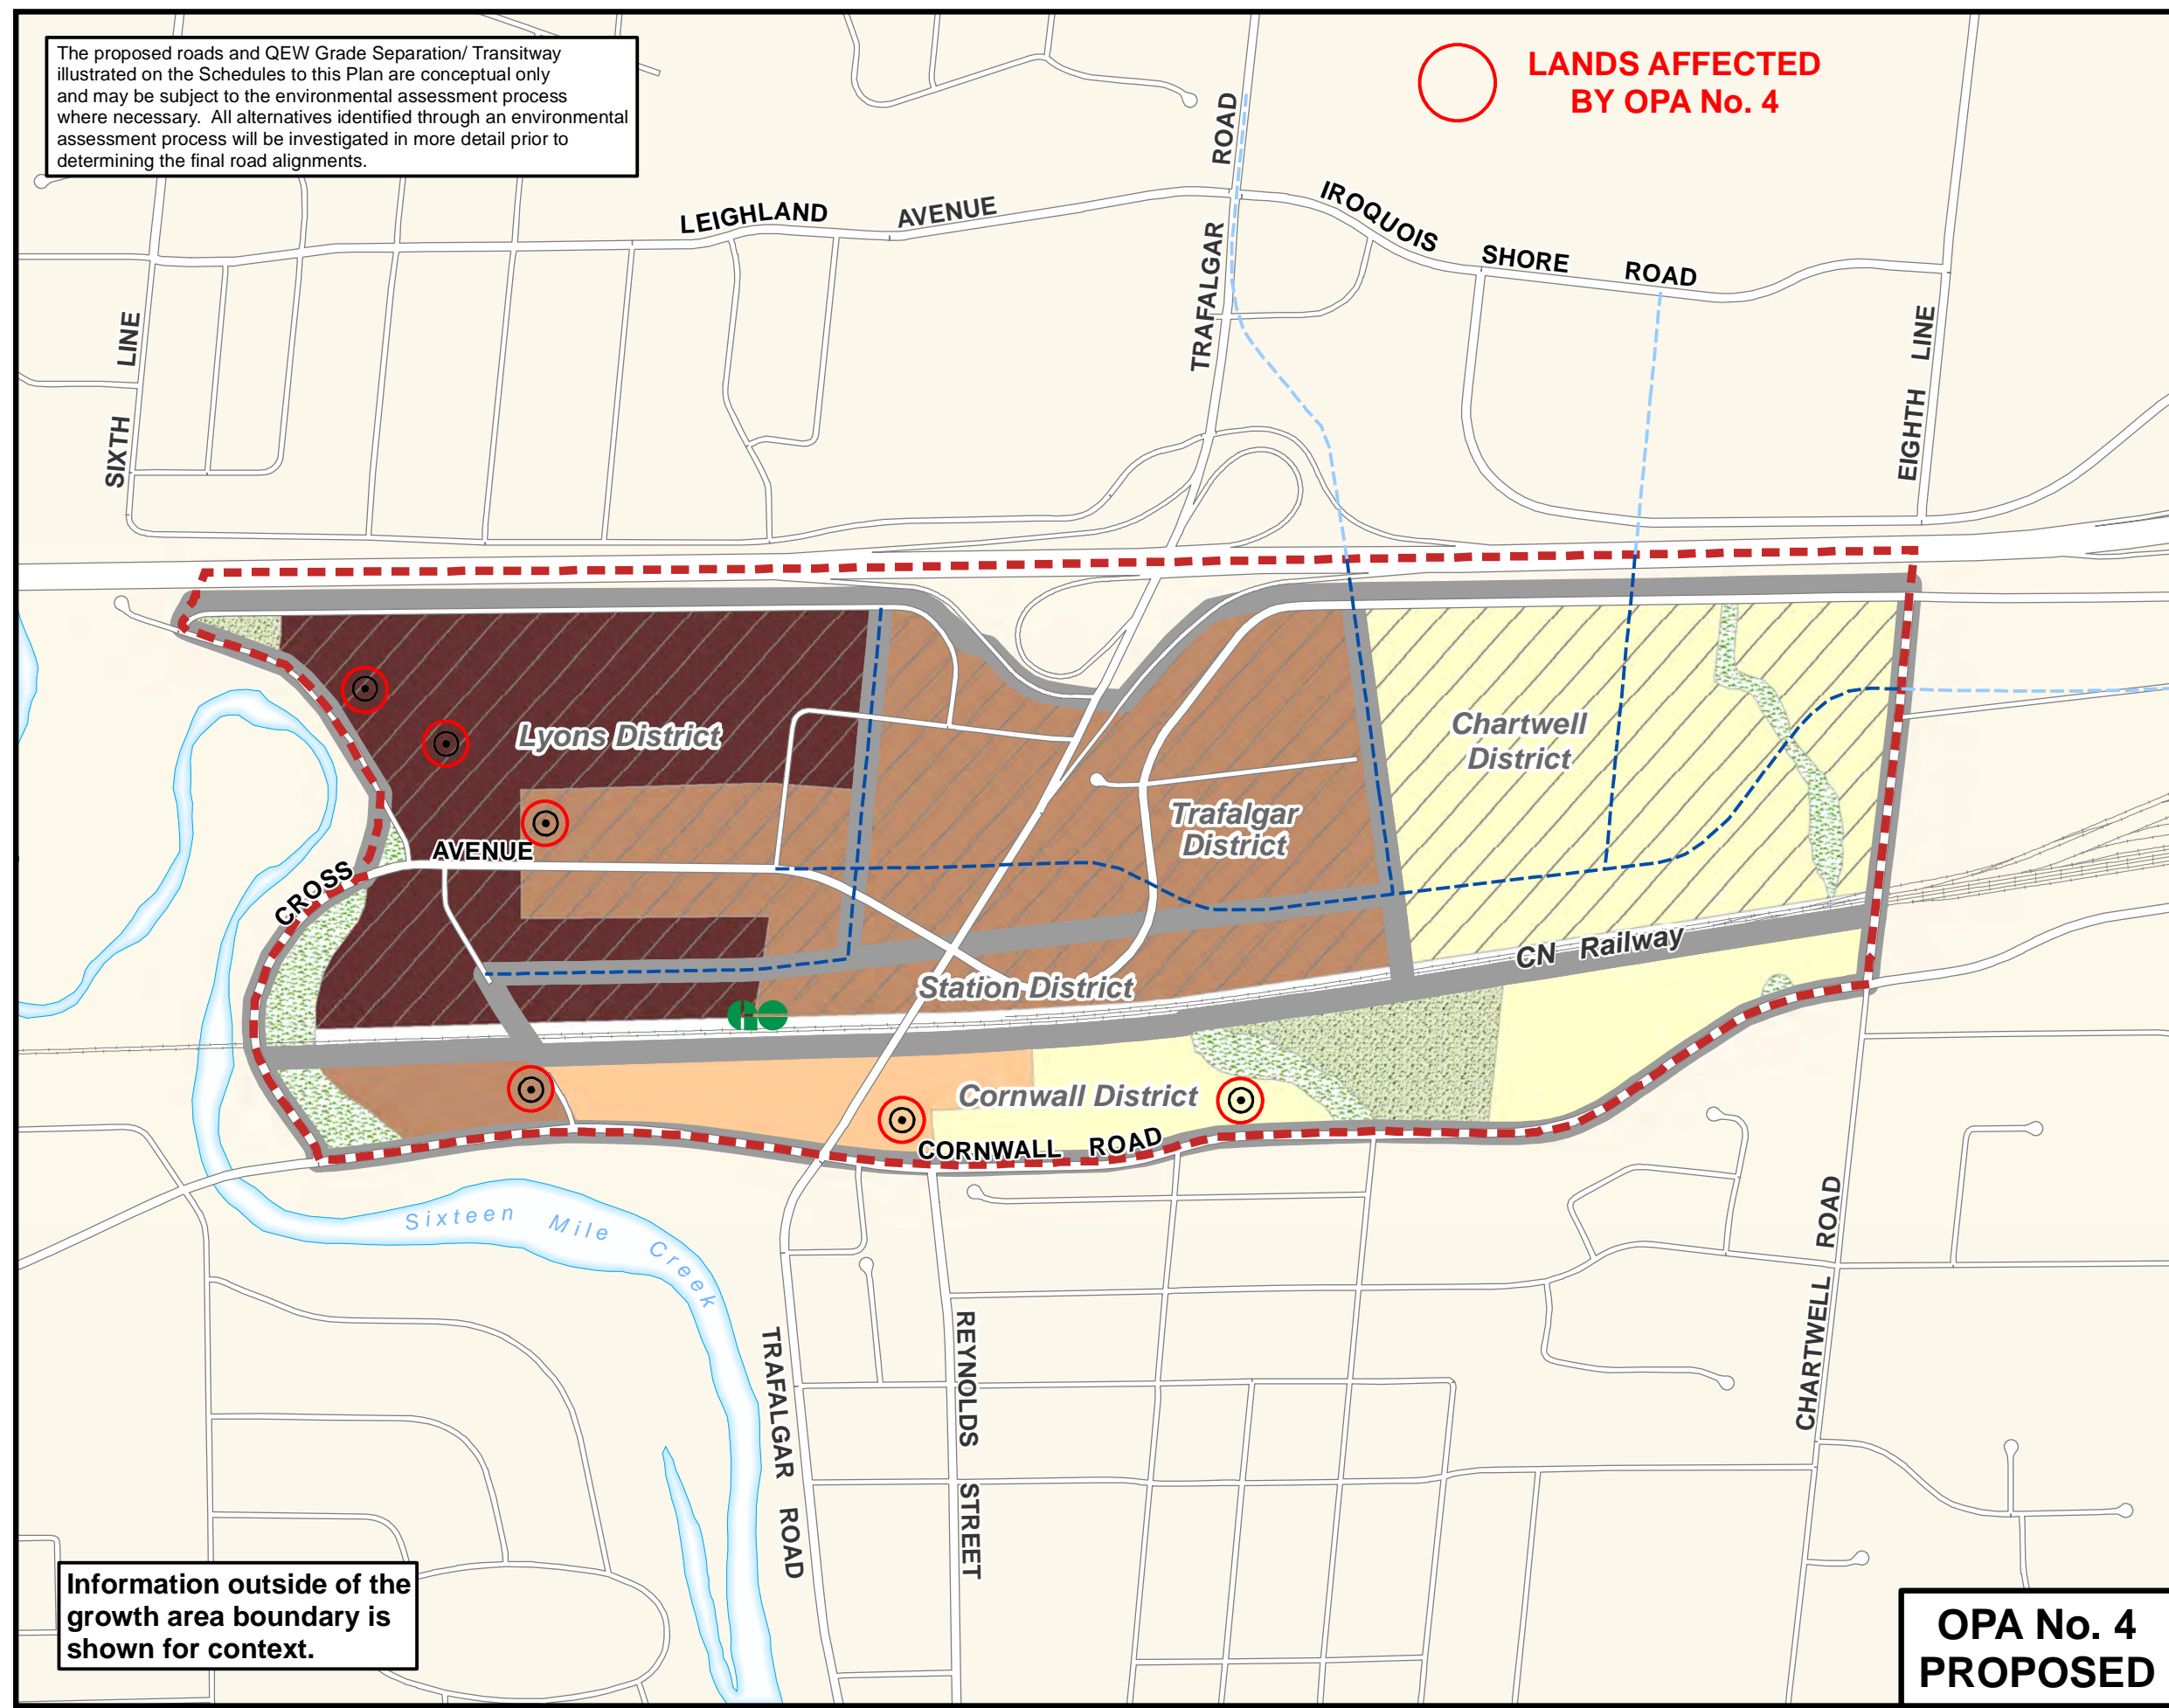 The proposed roads and QEW Grade Separation/ Transitway
illustrated on the Schedules to this Plan are conceptual only
and may be subject to the environmental assessment process
where necessary.  All alternatives identified through an environmental
assessment process will be investigated in more detail prior to
determining the final road alignments.
LANDS AFFECTED
BY OPA No. 4
LEIGHLAND AVENUE
TRAFALGAR ROAD
IROQUOIS SHORE ROAD
SIXTH LINE
EIGHTH LINE
Lyons District
Chartwell
District
Trafalgar
District
CROSS AVENUE
Station District
CN Railway
Cornwall District
CORNWALL ROAD
Sixteen Mile Creek
TRAFALGAR ROAD
REYNOLDS STREET
CHARTWELL ROAD
GO
Information outside of the
growth area boundary is
shown for context.
OPA No. 4
PROPOSED